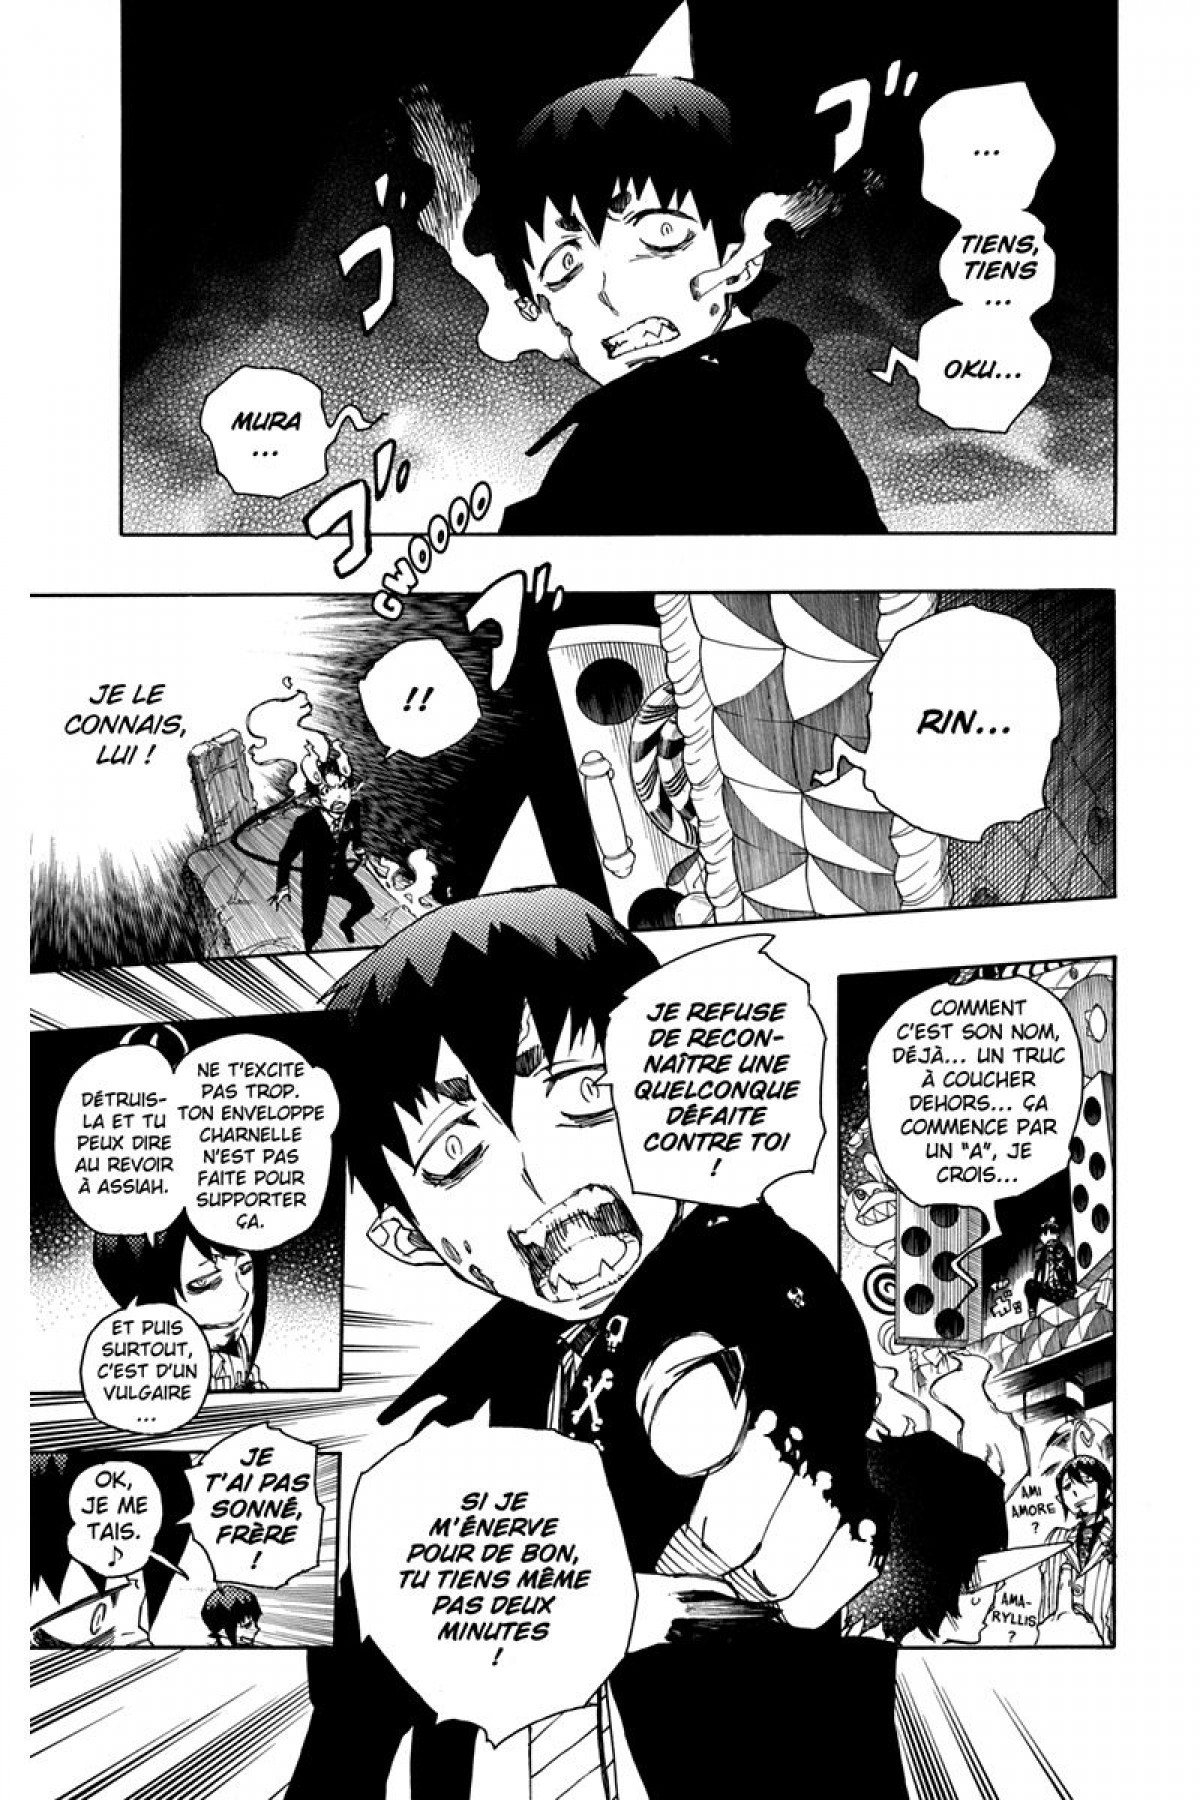 ...
TIENS,
TIENS
...
OKU...
MURA
...
ゴ
ゴ
ゴ
ゴ
ゴ
GWOOOO
RIN...
!!
JE LE
CONNAIS,
LUI !
COMMENT
C'EST SON NOM,
DÉJÀ... UN TRUC
À COUCHER
DEHORS... ÇA
COMMENCE PAR
UN "A", JE
CROIS...
AMI
AMORE
?
AMA-
RYLLIS
?
JE REFUSE
DE RECON-
NAÎTRE UNE
QUELCONQUE
DÉFAITE
CONTRE TOI
!
SI JE
M'ÉNERVE
POUR DE BON,
TU TIENS MÊME
PAS DEUX
MINUTES
!
NE T'EXCITE
PAS TROP.
TON ENVELOPPE
CHARNELLE
N'EST PAS
FAITE POUR
SUPPORTER
ÇA.
DÉTRUIS-
LA ET TU
PEUX DIRE
AU REVOIR
À ASSIAH.
ET PUIS
SURTOUT,
C'EST D'UN
VULGAIRE
...
JE
T'AI PAS
SONNÉ,
FRÈRE
!
OK,
JE ME
TAIS.
♪